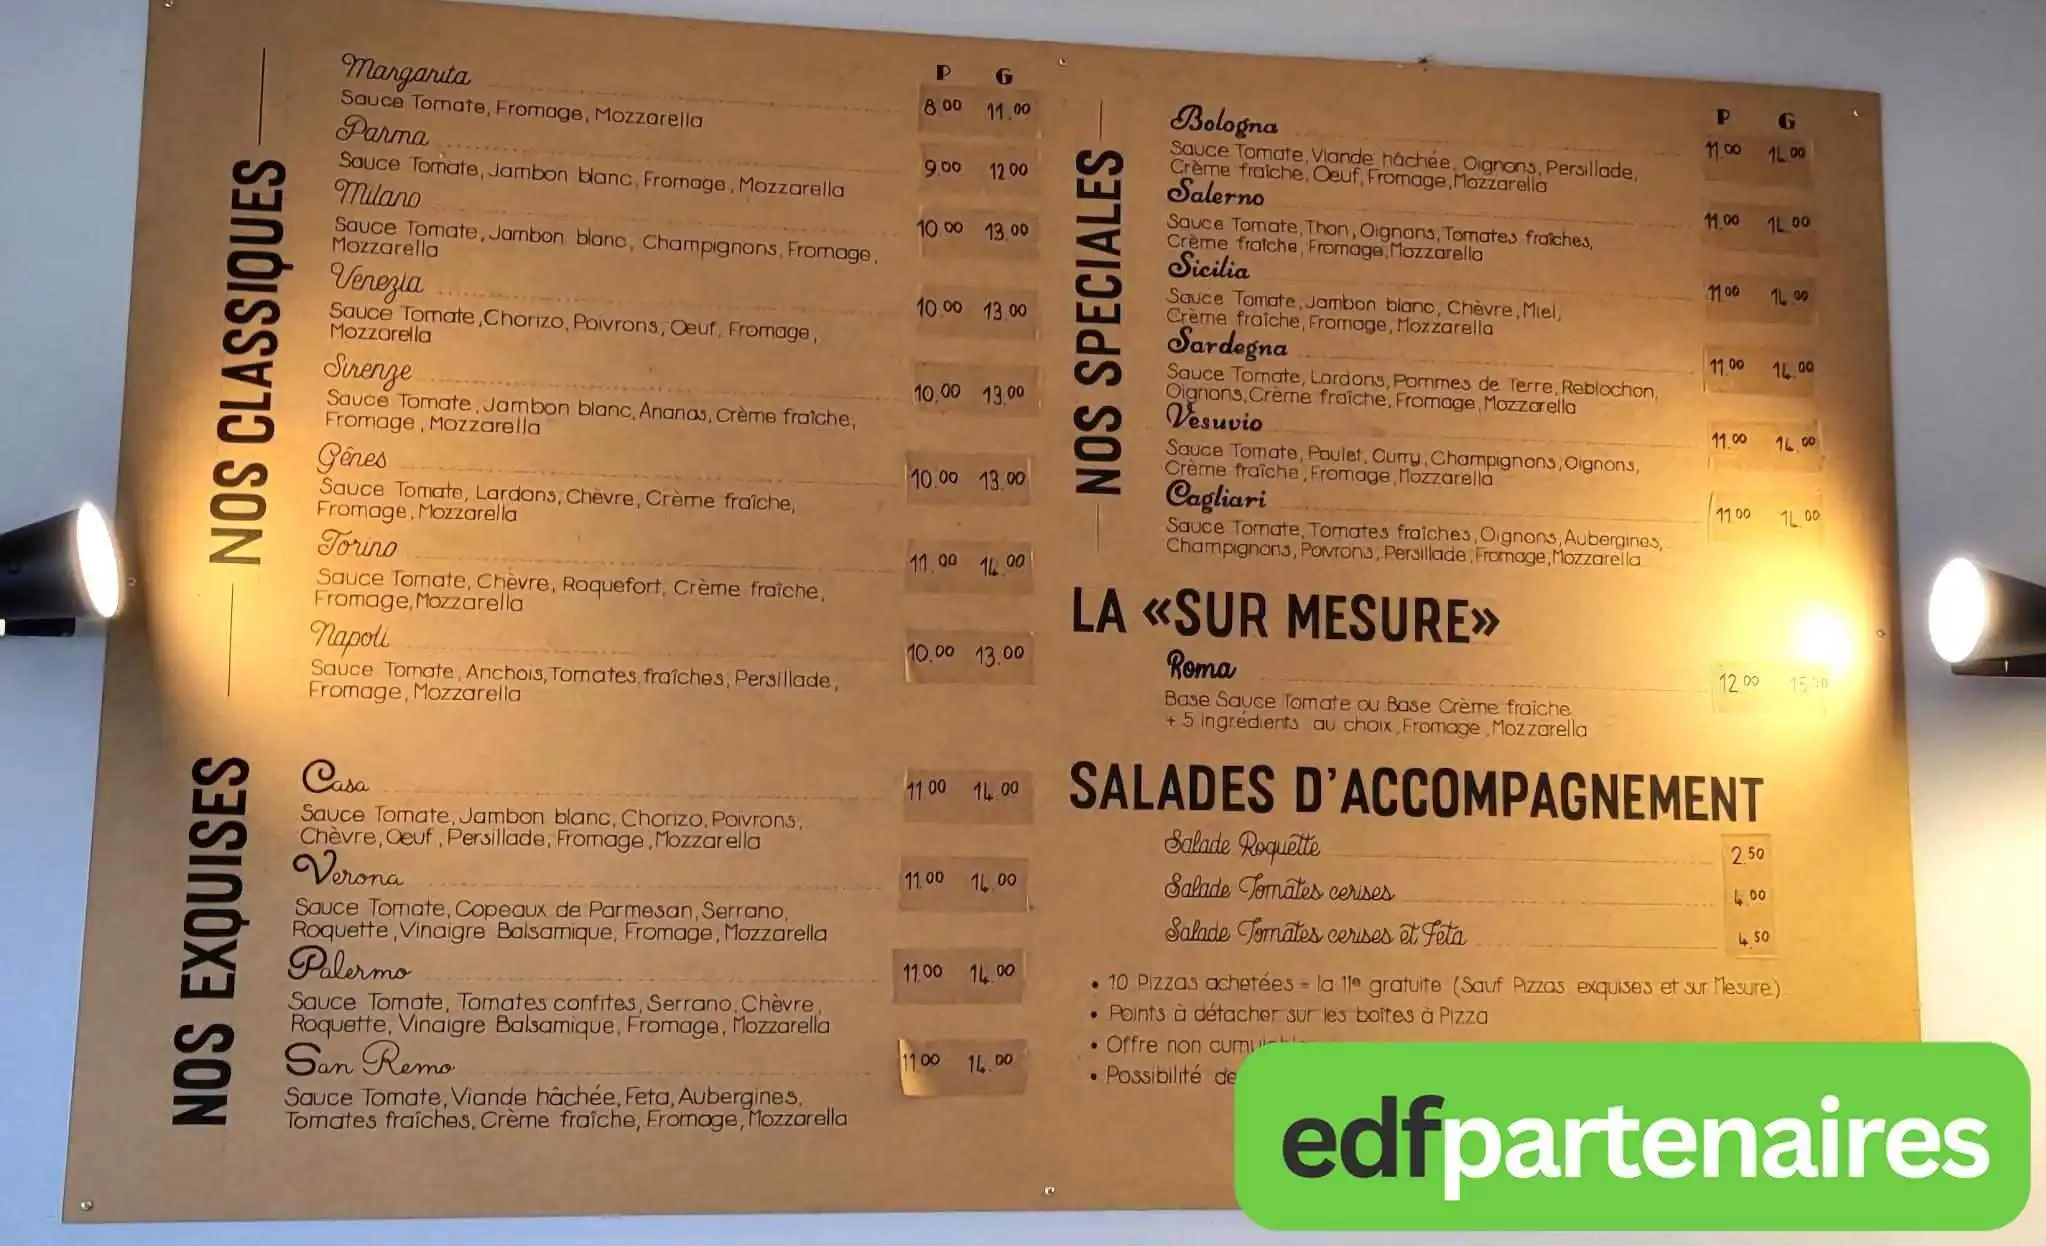 NOS CLASSIQUES
P G
Margarita
8.00 11.00
Sauce Tomate, Fromage, Mozzarella
Parma
9.00 12.00
Sauce Tomate, Jambon blanc, Fromage, Mozzarella
Milano
10.00 13.00
Sauce Tomate, Jambon blanc, Champignons, Fromage,
Mozzarella
Venezia
10.00 13.00
Sauce Tomate, Chorizo, Poivrons, Oeuf, Fromage,
Mozzarella
Sirenze
10.00 13.00
Sauce Tomate, Jambon blanc, Ananas, Crème fraîche,
Fromage, Mozzarella
Gênes
10.00 13.00
Sauce Tomate, Lardons, Chèvre, Crème fraîche,
Fromage, Mozzarella
Torino
11.00 14.00
Sauce Tomate, Chèvre, Roquefort, Crème fraîche,
Fromage, Mozzarella
Napoli
10.00 13.00
Sauce Tomate, Anchois, Tomates fraîches, Persillade,
Fromage, Mozzarella
NOS EXQUISES
Casa
11.00 14.00
Sauce Tomate, Jambon blanc, Chorizo, Poivrons,
Chèvre, Oeuf, Persillade, Fromage, Mozzarella
Verona
11.00 14.00
Sauce Tomate, Copeaux de Parmesan, Serrano,
Roquette, Vinaigre Balsamique, Fromage, Mozzarella
Palermo
11.00 14.00
Sauce Tomate, Tomates confites, Serrano, Chèvre,
Roquette, Vinaigre Balsamique, Fromage, Mozzarella
San Remo
11.00 14.00
Sauce Tomate, Viande hâchée, Feta, Aubergines,
Tomates fraîches, Crème fraîche, Fromage, Mozzarella
NOS SPECIALES
P G
Bologna
11.00 14.00
Sauce Tomate, Viande hâchée, Oignons, Persillade,
Crème fraîche, Oeuf, Fromage, Mozzarella
Salerno
11.00 14.00
Sauce Tomate, Thon, Oignons, Tomates fraîches,
Crème fraîche, Fromage, Mozzarella
Sicilia
11.00 14.00
Sauce Tomate, Jambon blanc, Chèvre, Miel,
Crème fraîche, Fromage, Mozzarella
Sardegna
11.00 14.00
Sauce Tomate, Lardons, Pommes de Terre, Reblochon,
Oignons, Crème fraîche, Fromage, Mozzarella
Vesuvio
11.00 14.00
Sauce Tomate, Poulet, Curry, Champignons, Oignons,
Crème fraîche, Fromage, Mozzarella
Cagliari
11.00 14.00
Sauce Tomate, Tomates fraîches, Oignons, Aubergines,
Champignons, Poivrons, Persillade, Fromage, Mozzarella
LA «SUR MESURE»
Roma
12.00 15.00
Base Sauce Tomate ou Base Crème fraîche
+ 5 ingrédients au choix, Fromage, Mozzarella
SALADES D'ACCOMPAGNEMENT
Salade Roquette 2.50
Salade Tomates cerises 4.00
Salade Tomates cerises et Feta 4.50
• 10 Pizzas achetées = la 11e gratuite (Sauf Pizzas exquises et sur Mesure)
• Points à détacher sur les boîtes à Pizza
• Offre non
• Possibilité de
edfpartenaires